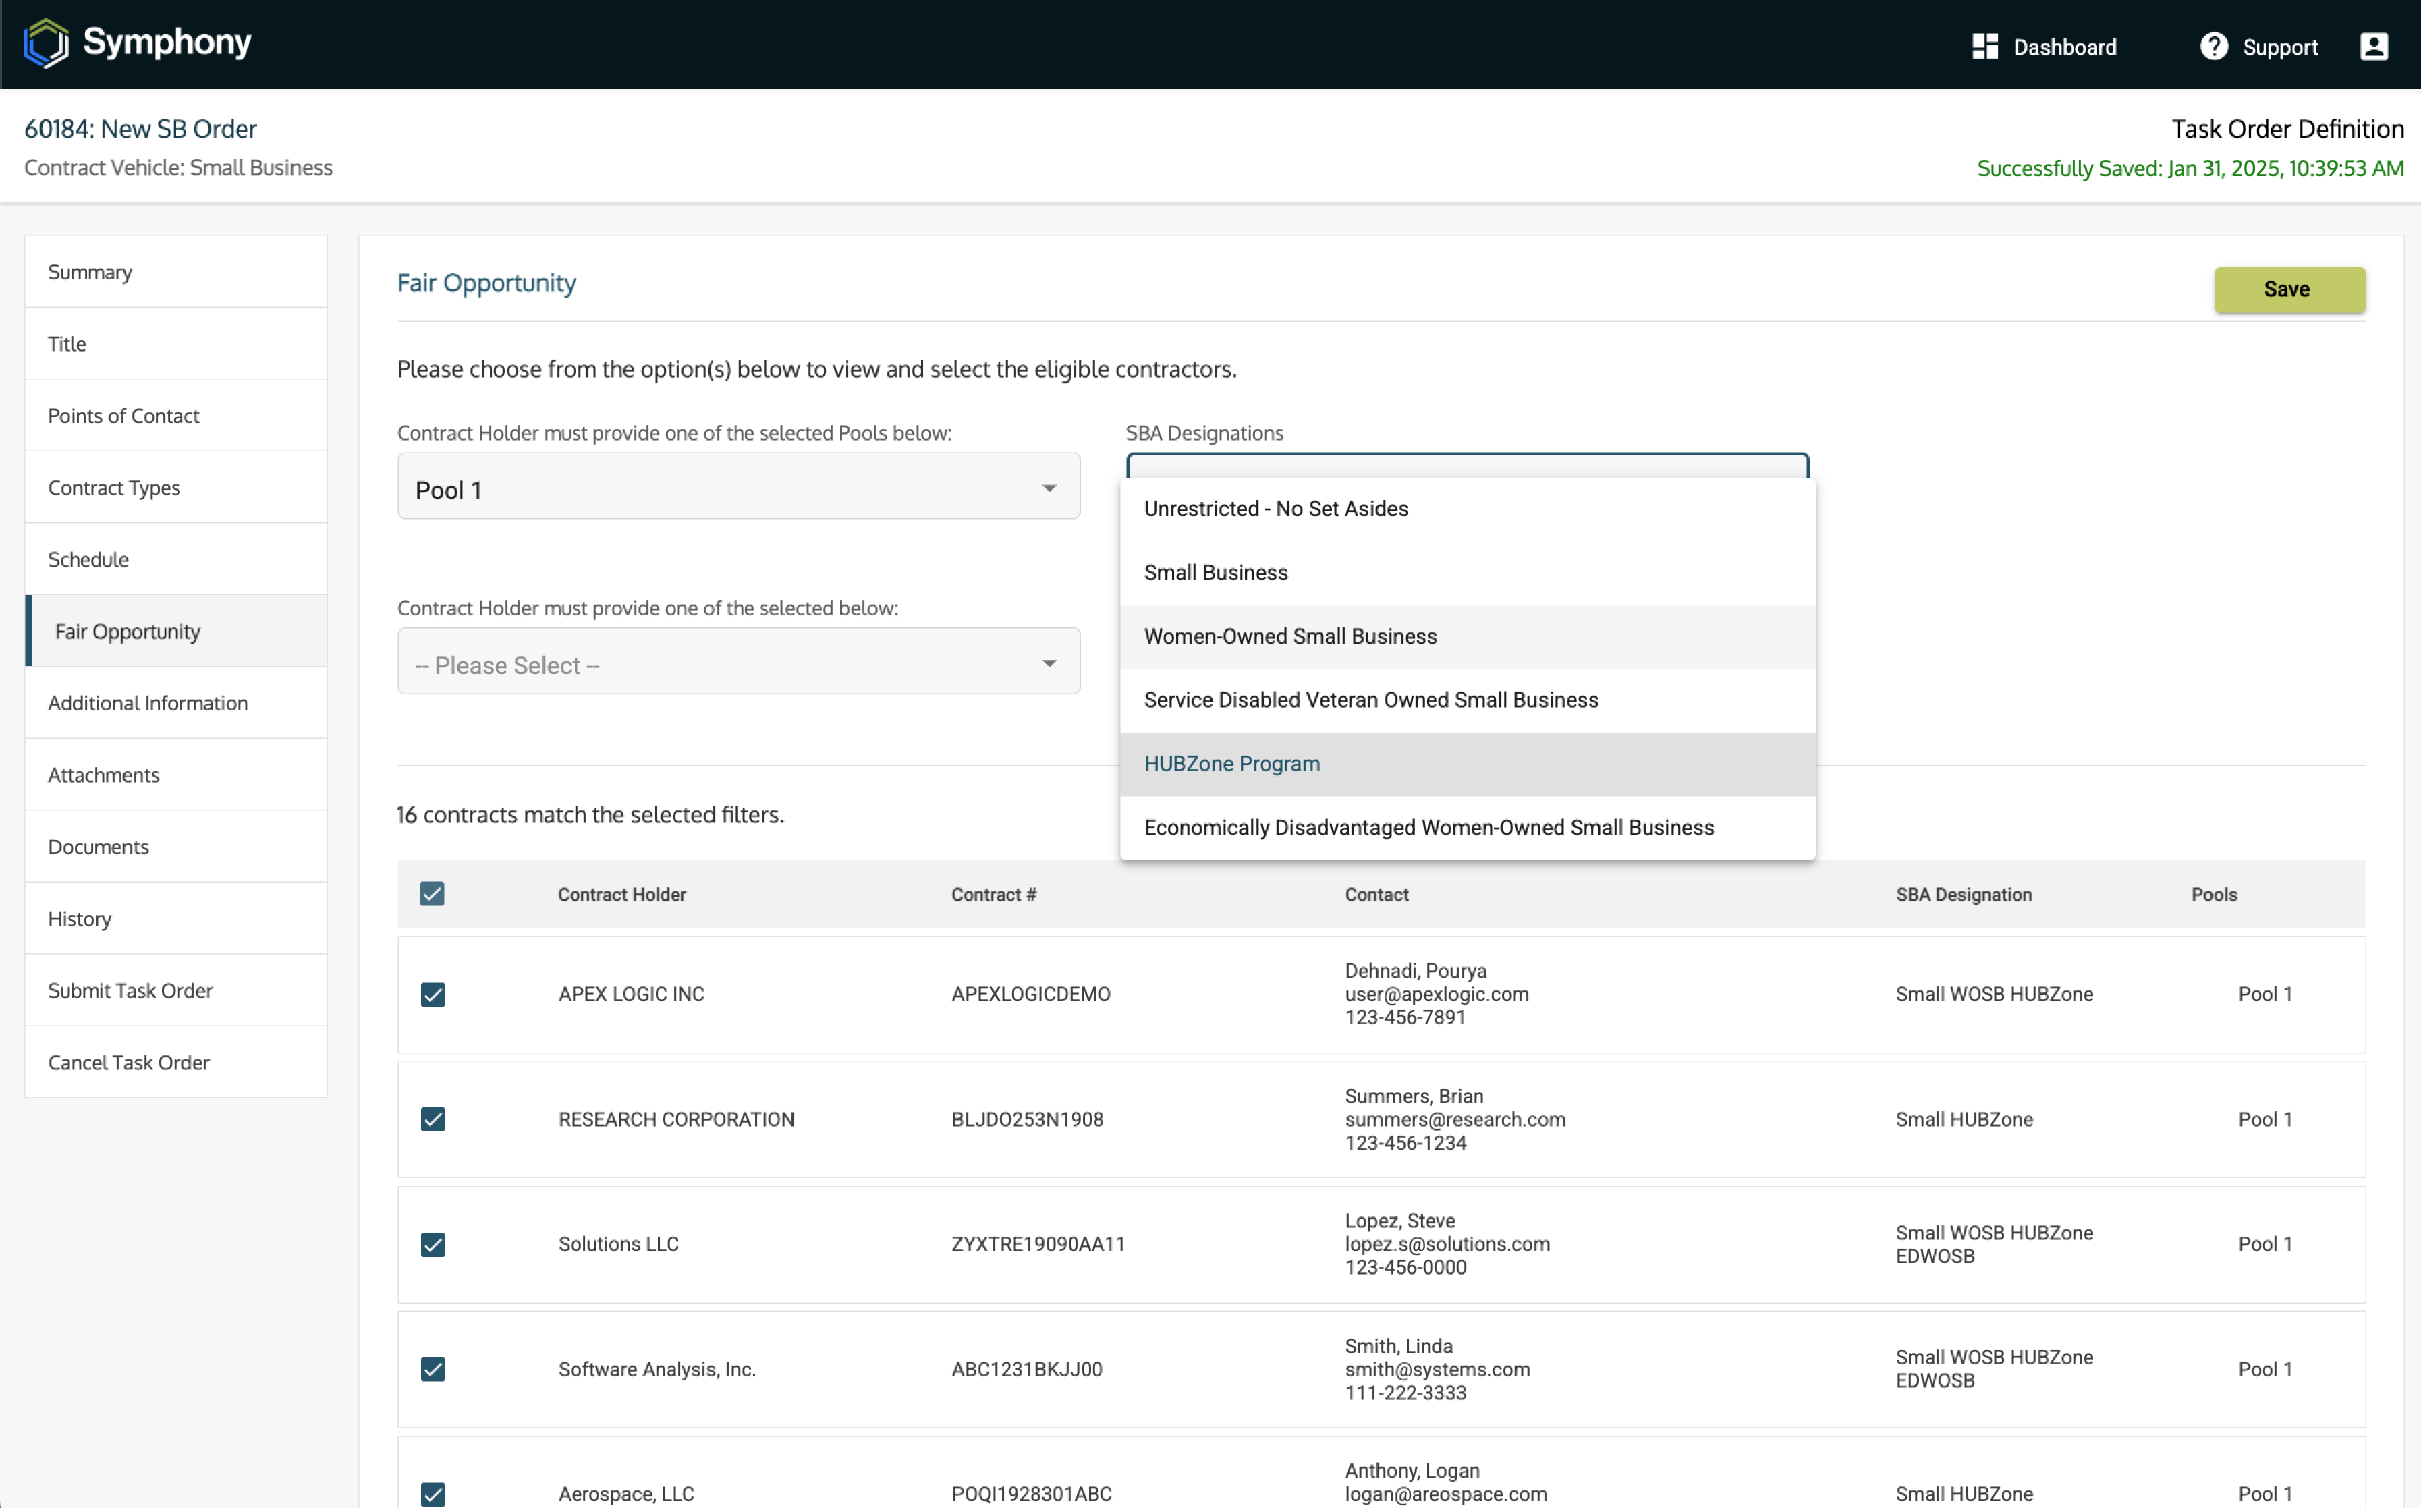 Symphony
Dashboard
Support
60184: New SB Order
Task Order Definition
Contract Vehicle: Small Business
Successfully Saved: Jan 31, 2025, 10:39:53 AM
Summary
Title
Points of Contact
Contract Types
Schedule
Fair Opportunity
Additional Information
Attachments
Documents
History
Submit Task Order
Cancel Task Order
Fair Opportunity
Save
Please choose from the option(s) below to view and select the eligible contractors.
Contract Holder must provide one of the selected Pools below:
Pool 1
SBA Designations
Unrestricted - No Set Asides
Small Business
Women-Owned Small Business
Service Disabled Veteran Owned Small Business
HUBZone Program
Economically Disadvantaged Women-Owned Small Business
Contract Holder must provide one of the selected below:
-- Please Select --
16 contracts match the selected filters.
Contract Holder Contract # Contact SBA Designation Pools
APEX LOGIC INC
APEXLOGICDEMO
Dehnadi, Pourya
user@apexlogic.com
123-456-7891
Small WOSB HUBZone
Pool 1
RESEARCH CORPORATION
BLJDO253N1908
Summers, Brian
summers@research.com
123-456-1234
Small HUBZone
Pool 1
Solutions LLC
ZYXTRE19090AA11
Lopez, Steve
lopez.s@solutions.com
123-456-0000
Small WOSB HUBZone
EDWOSB
Pool 1
Software Analysis, Inc.
ABC1231BKJJ00
Smith, Linda
smith@systems.com
111-222-3333
Small WOSB HUBZone
EDWOSB
Pool 1
Aerospace, LLC
POQI1928301ABC
Anthony, Logan
logan@areospace.com
Small HUBZone
Pool 1